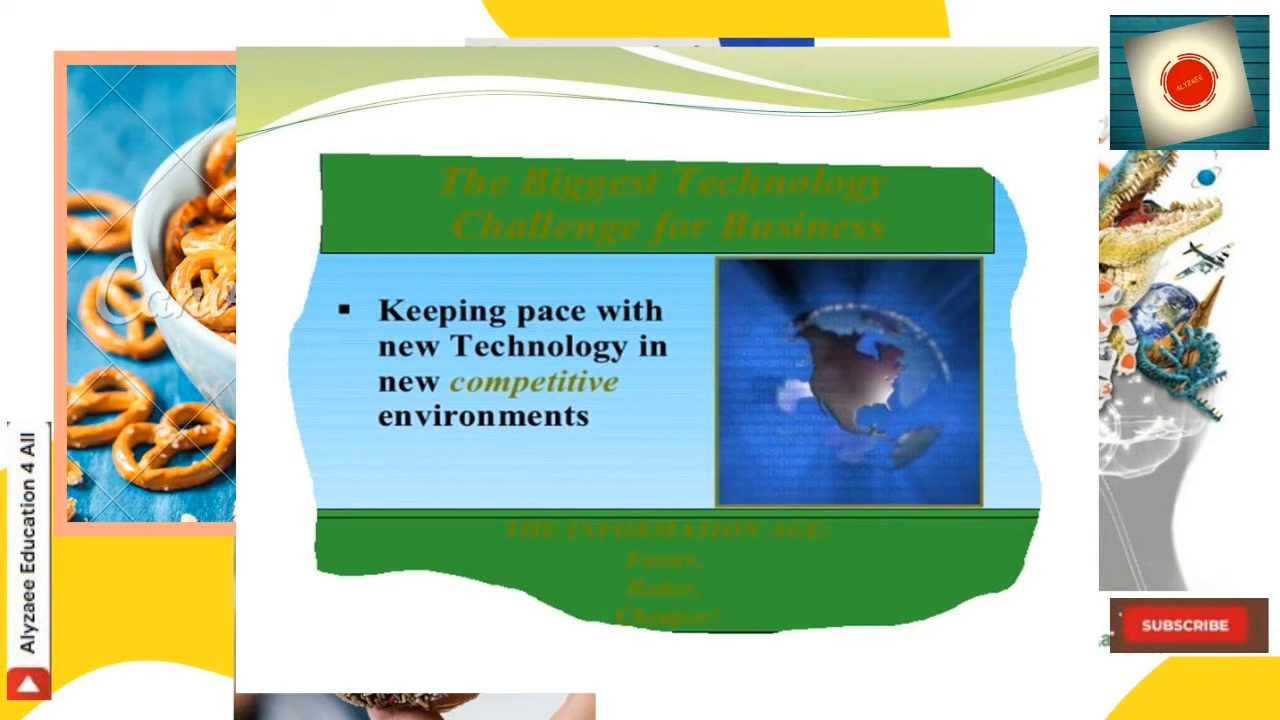 The Biggest Technology
Challenge for Business
▪ Keeping pace with
new Technology in
new competitive
environments
THE INFORMATION AGE:
Faster,
Better,
Cheaper!
ALYZAEE
SUBSCRIBE
Alyzaee Education 4 All